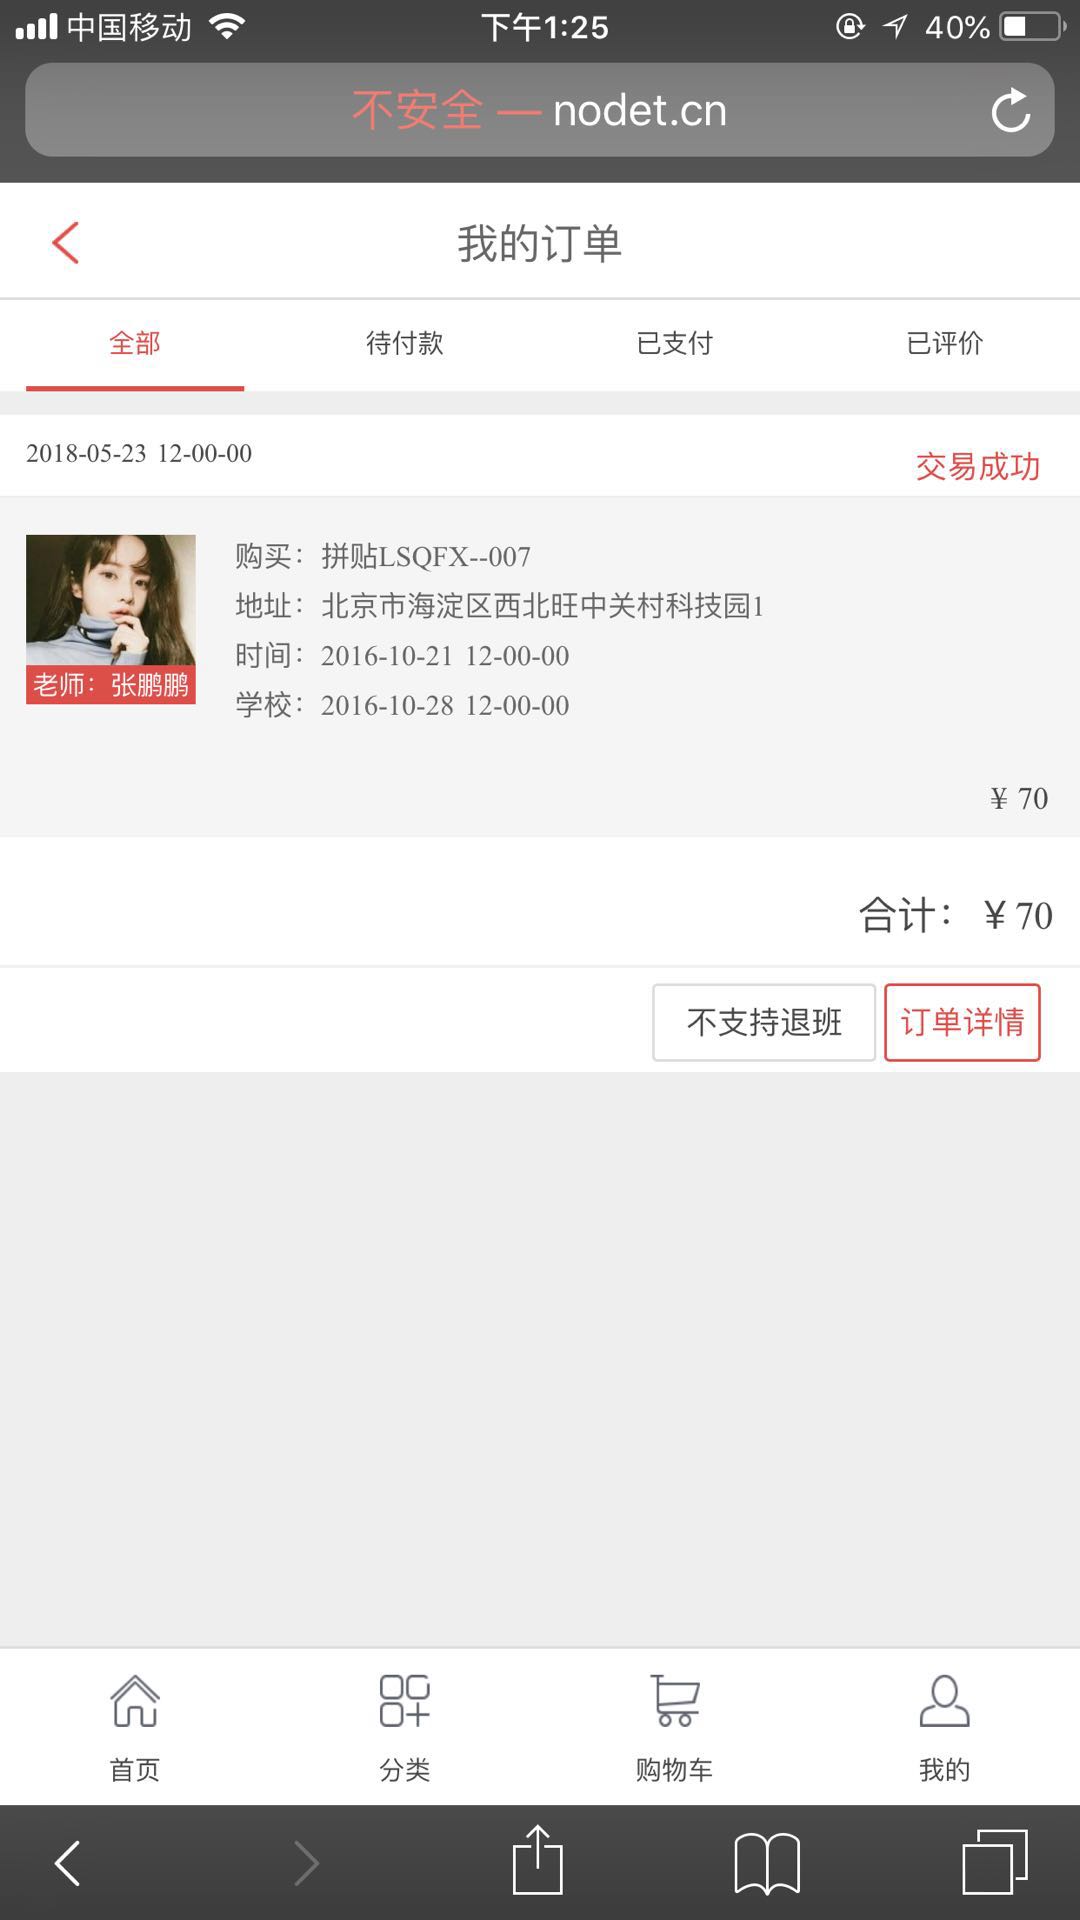 中国移动 下午1:25 40%
不安全 — nodet.cn
我的订单
全部 待付款 已支付 已评价
2018-05-23 12-00-00
交易成功
购买：拼贴LSQFX--007
地址：北京市海淀区西北旺中关村科技园1
时间：2016-10-21 12-00-00
学校：2016-10-28 12-00-00
老师：张鹏鹏
¥ 70
合计： ¥ 70
不支持退班 订单详情
首页 分类 购物车 我的